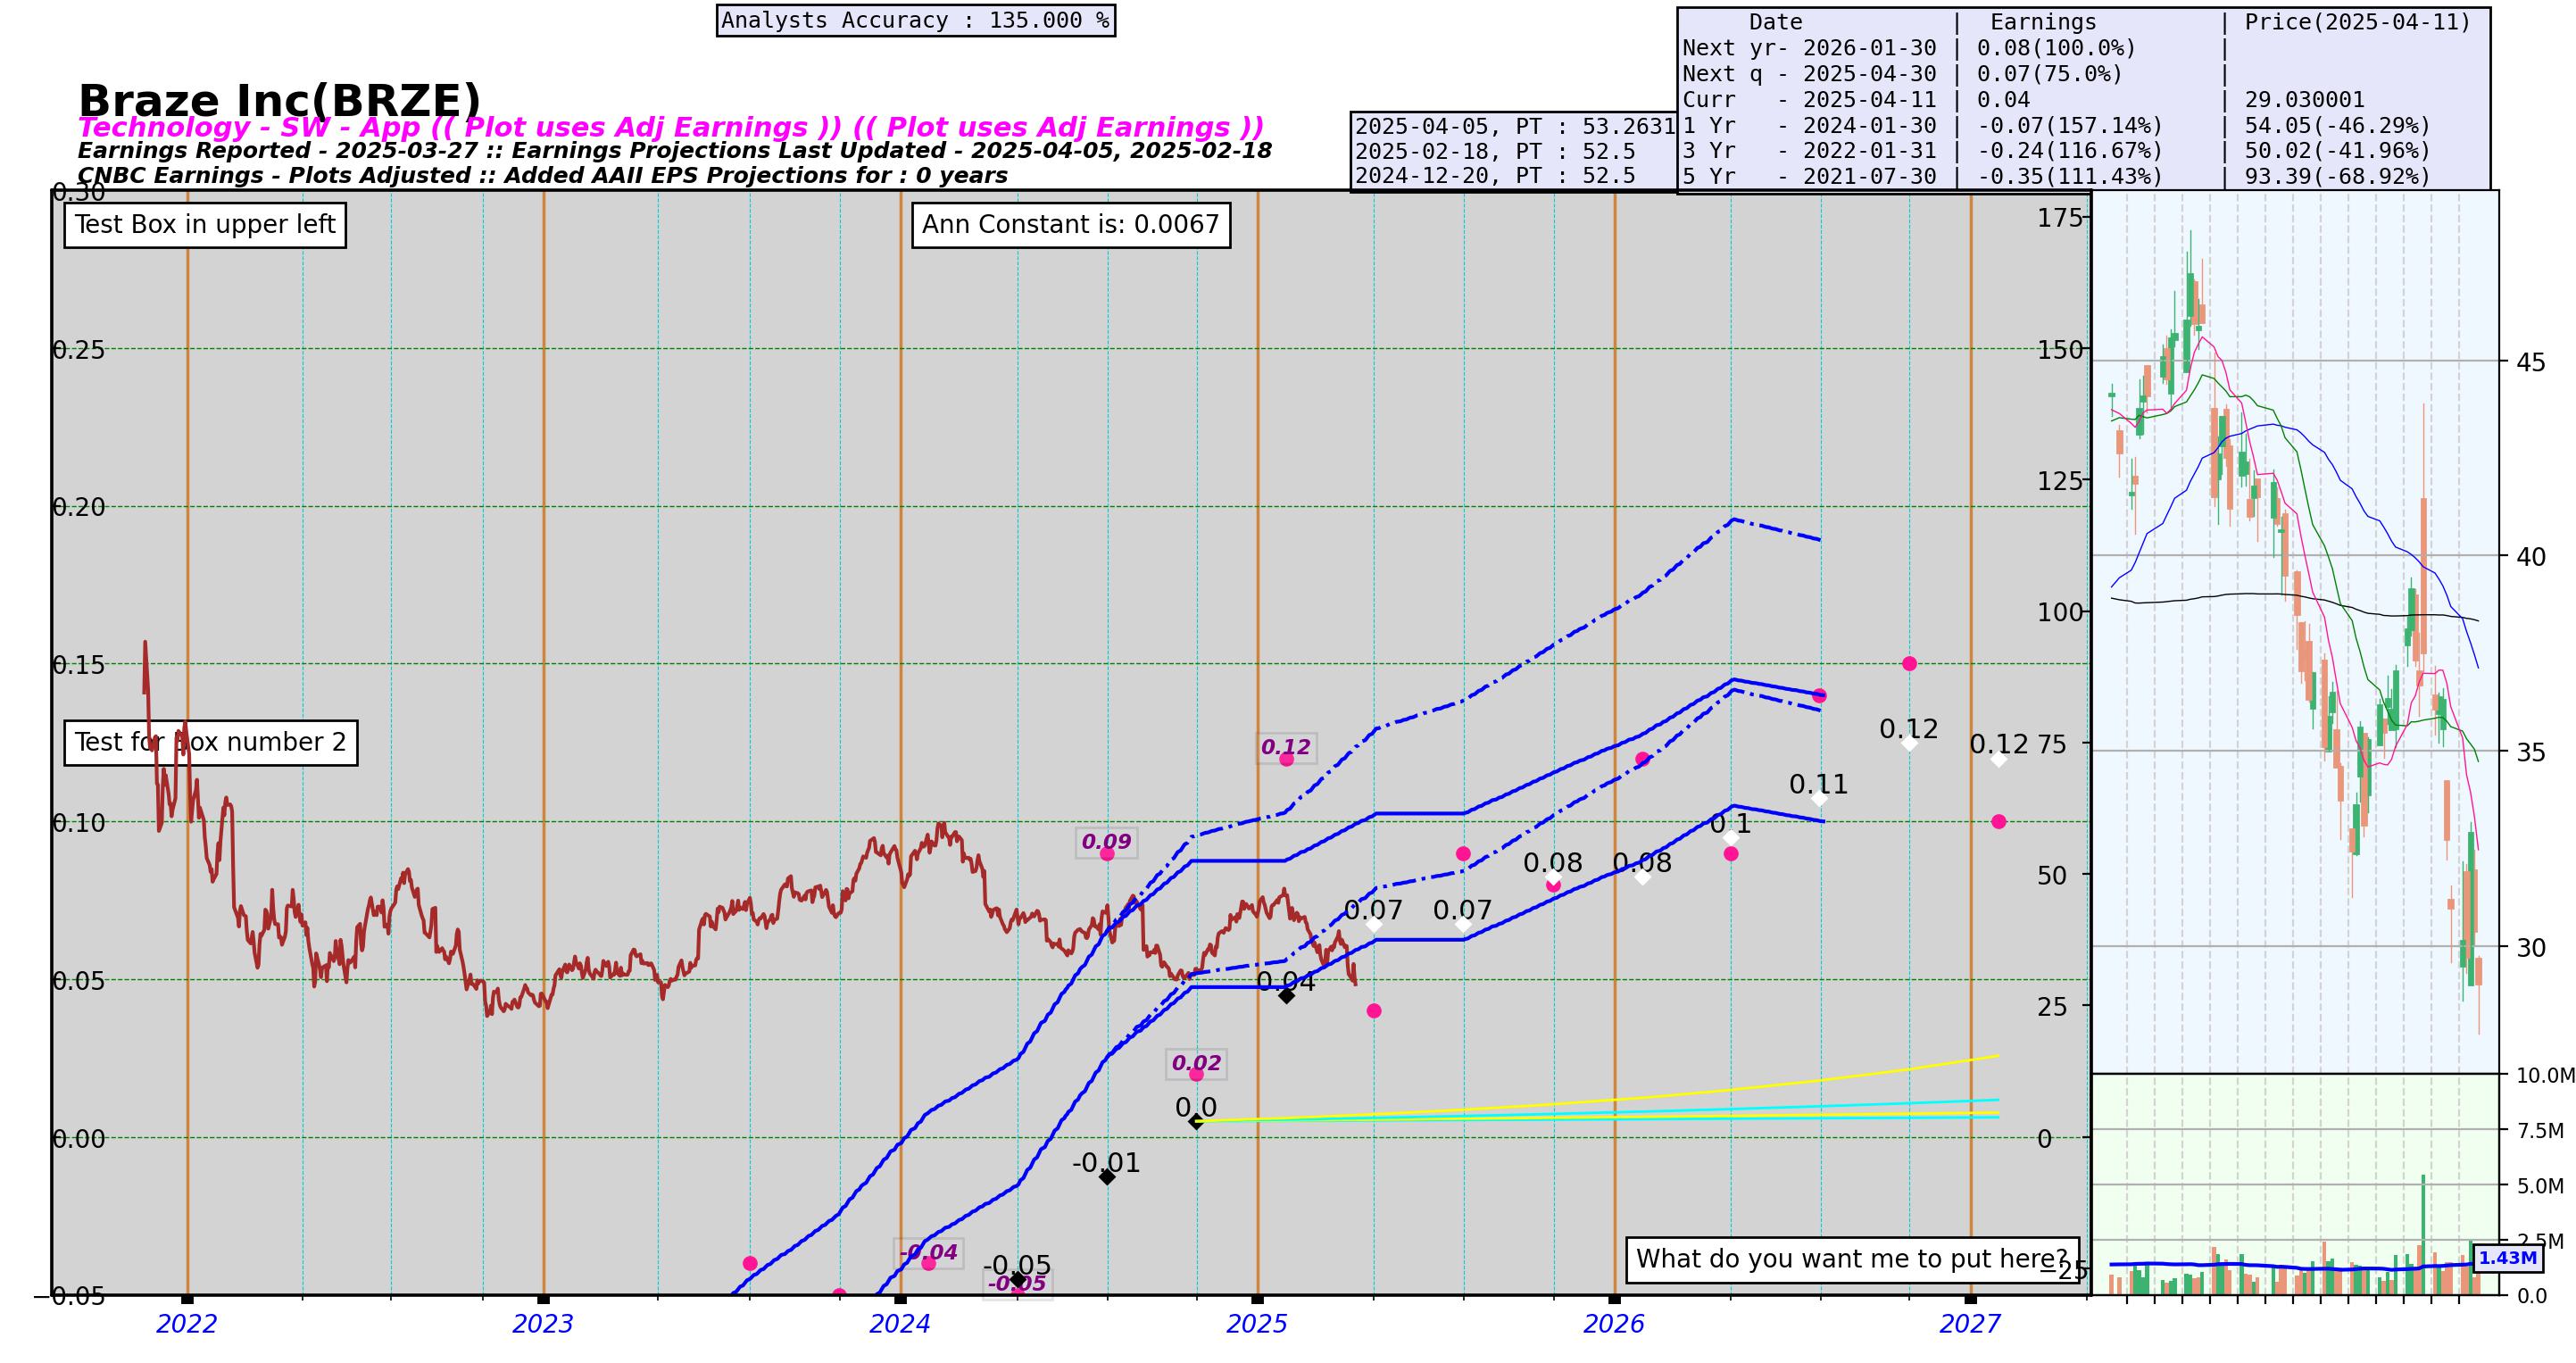 Analysts Accuracy : 135.000 %
Date | Earnings | Price(2025-04-11)
Next yr- 2026-01-30 | 0.08(100.0%) |
Next q - 2025-04-30 | 0.07(75.0%) |
Curr - 2025-04-11 | 0.04 | 29.030001
1 Yr - 2024-01-30 | -0.07(157.14%) | 54.05(-46.29%)
3 Yr - 2022-01-31 | -0.24(116.67%) | 50.02(-41.96%)
5 Yr - 2021-07-30 | -0.35(111.43%) | 93.39(-68.92%)
Braze Inc(BRZE)
Technology - SW - App (( Plot uses Adj Earnings )) (( Plot uses Adj Earnings ))
Earnings Reported - 2025-03-27 :: Earnings Projections Last Updated - 2025-04-05, 2025-02-18
CNBC Earnings - Plots Adjusted :: Added AAII EPS Projections for : 0 years
2025-04-05, PT : 53.2631
2025-02-18, PT : 52.5
2024-12-20, PT : 52.5
Test Box in upper left
Ann Constant is: 0.0067
Test for Box number 2
What do you want me to put here?
0.30
0.25
0.20
0.15
0.10
0.05
0.00
−0.05
175
150
125
100
75
50
25
0
−25
45
40
35
30
10.0M
7.5M
5.0M
2.5M
0.0
1.43M
0.12
0.09
0.02
-0.04
-0.05
-0.05
-0.01
0.0
0.04
0.07
0.07
0.08
0.08
0.1
0.11
0.12
0.12
2022
2023
2024
2025
2026
2027